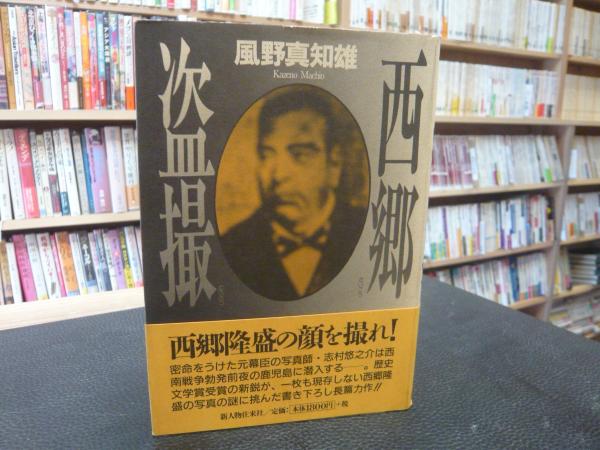 風野真知雄
Kazeno Machio
西郷
盗撮
西郷隆盛の顔を撮れ!
密命をうけた元幕臣の写真師・志村悠之介は西
南戦争勃発前夜の鹿児島に潜入する――。歴史
文学賞受賞の新鋭が、一枚も現存しない西郷隆
盛の写真の謎に挑んだ書き下ろし長篇力作!!
新人物往来社/定価:本体1800円+税